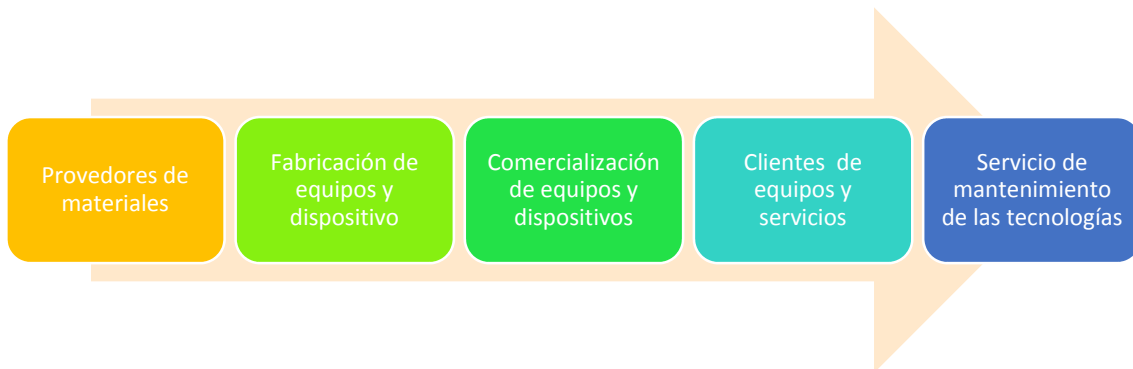 Provedores de
materiales
Fabricación de
equipos y
dispositivo
Comercialización
de equipos y
dispositivos
Clientes de
equipos y
servicios
Servicio de
mantenimiento
de las tecnologías